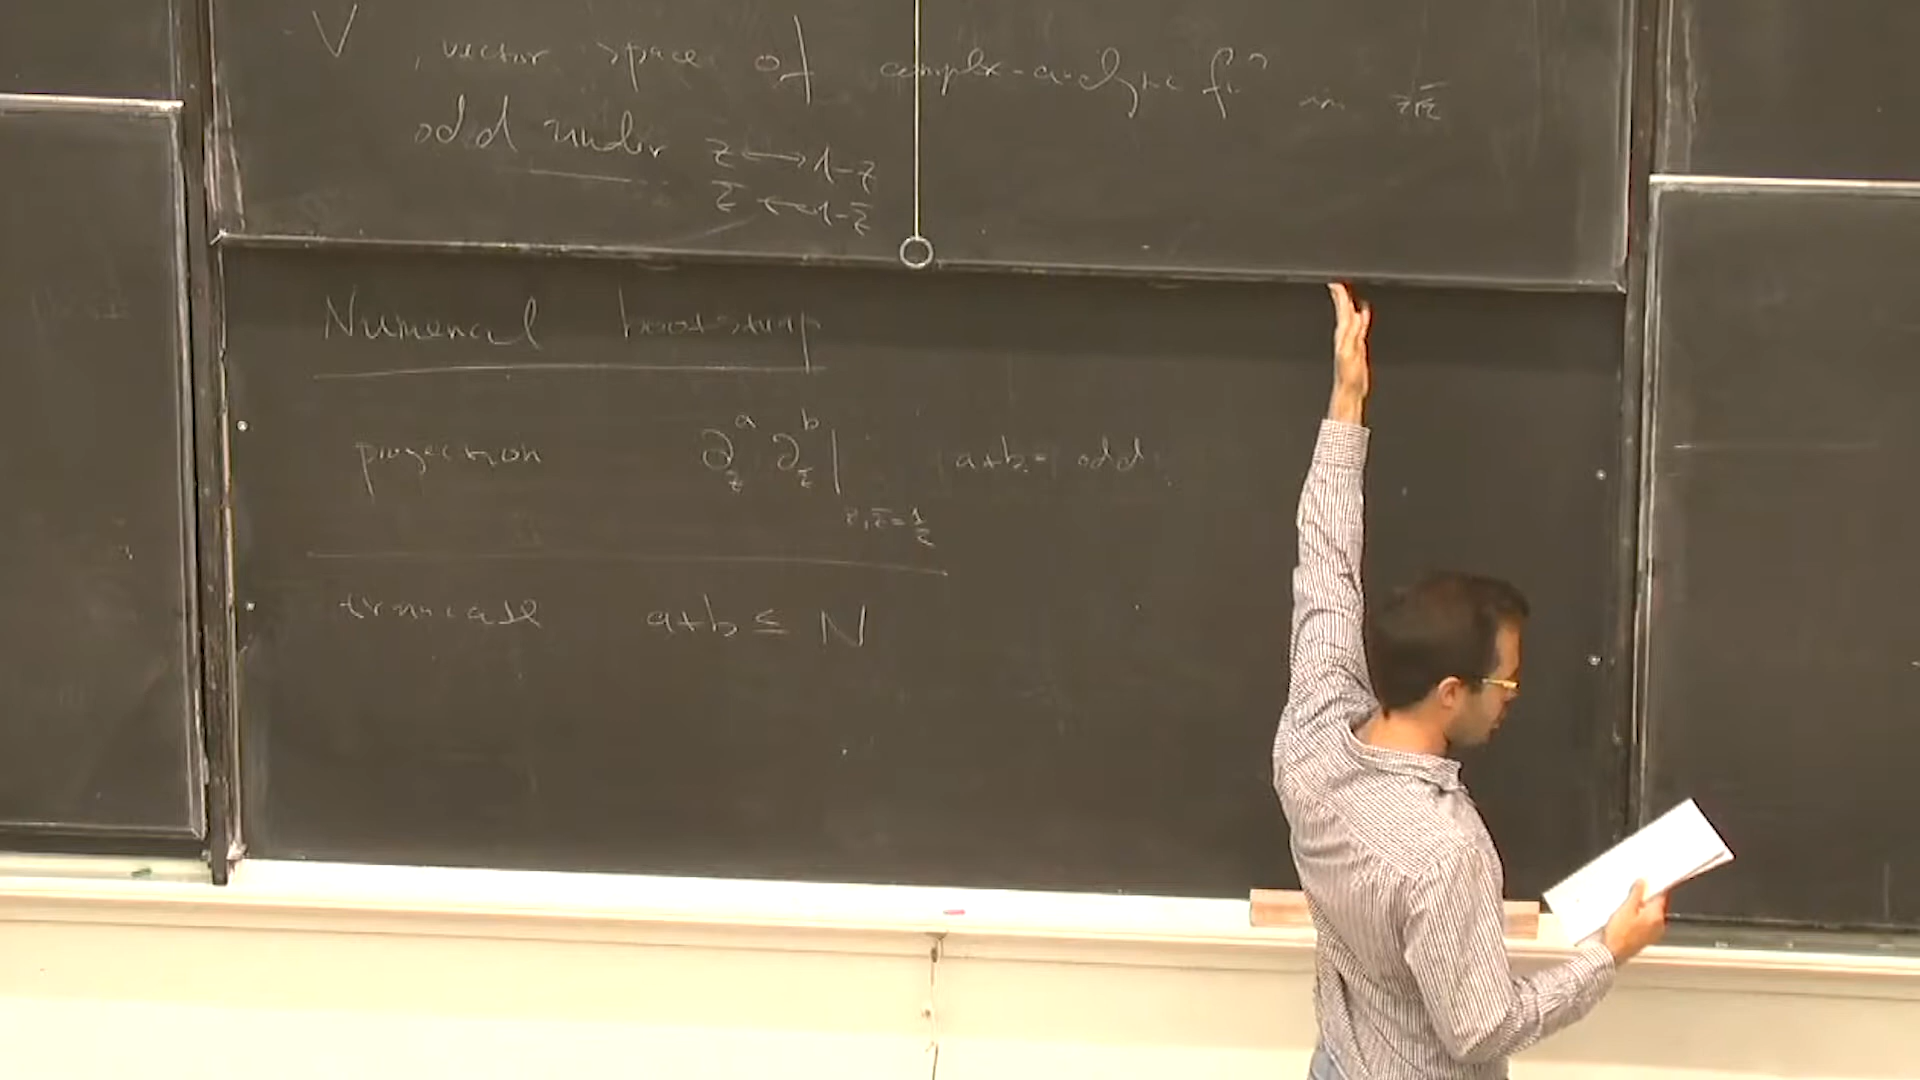 V, vector space of complex-analytic fⁿ in z, z̄
odd under z ↔ 1-z
z̄ ↔ 1-z̄
Numerical bootstrap
projection ∂_z^a ∂_z̄^b |_{z,z̄=1/2} a+b = odd
truncate a+b ≤ N